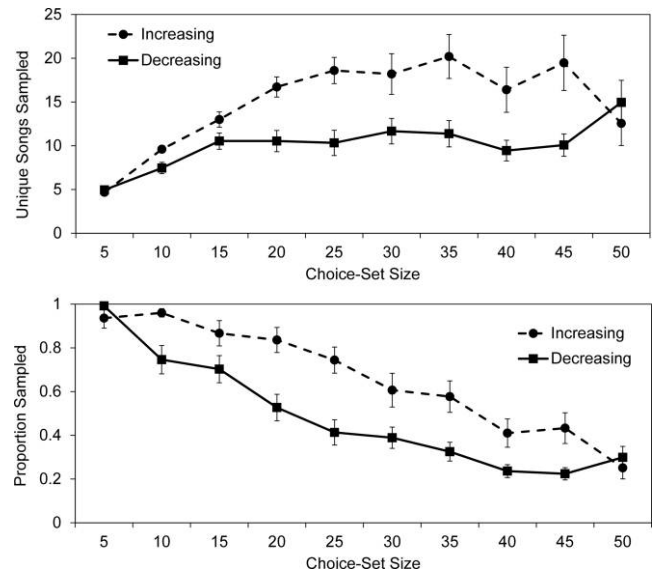 25
20
15
10
5
0
Unique Songs Sampled
Increasing
Decreasing
5 10 15 20 25 30 35 40 45 50
Choice-Set Size
1
0.8
0.6
0.4
0.2
0
Proportion Sampled
Increasing
Decreasing
5 10 15 20 25 30 35 40 45 50
Choice-Set Size